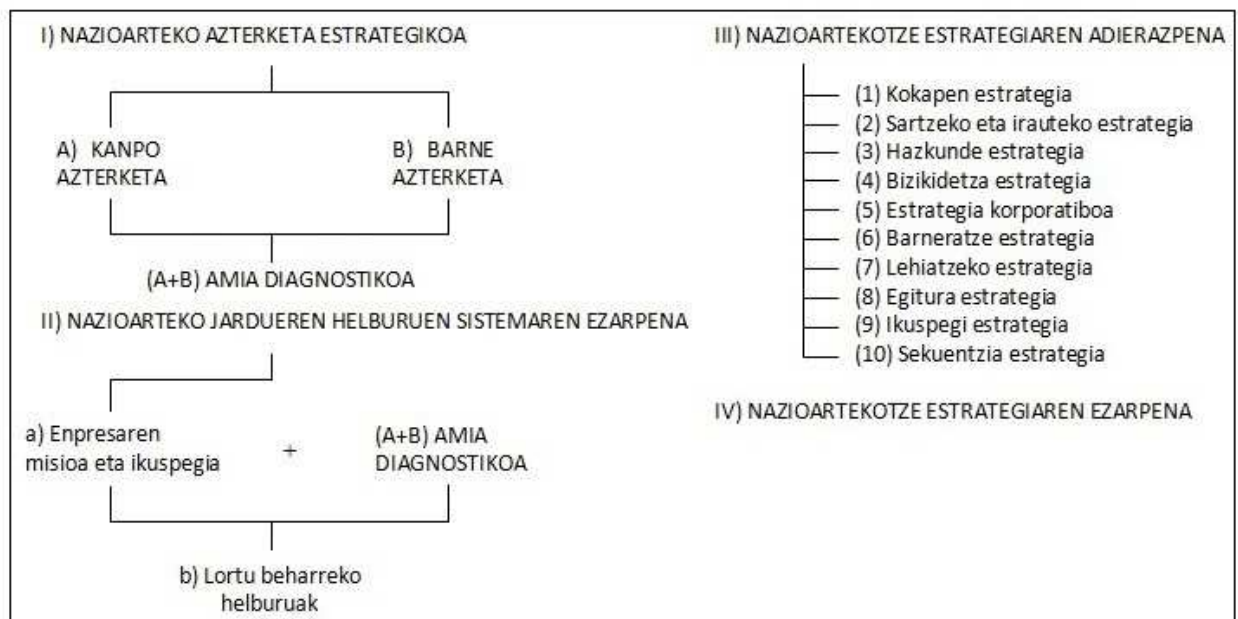 I) NAZIOARTEKO AZTERKETA ESTRATEGIKOA
A) KANPO
AZTERKETA
B) BARNE
AZTERKETA
(A+B) AMIA DIAGNOSTIKOA
II) NAZIOARTEKO JARDUEREN HELBURUEN SISTEMAREN EZARPENA
a) Enpresaren
misioa eta ikuspegia
+
(A+B) AMIA
DIAGNOSTIKOA
b) Lortu beharreko
helburuak
III) NAZIOARTEKOTZE ESTRATEGIAREN ADIERAZPENA
(1) Kokapen estrategia
(2) Sartzeko eta irauteko estrategia
(3) Hazkunde estrategia
(4) Bizikidetza estrategia
(5) Estrategia korporatiboa
(6) Barneratze estrategia
(7) Lehiatzeko estrategia
(8) Egitura estrategia
(9) Ikuspegi estrategia
(10) Sekuentzia estrategia
IV) NAZIOARTEKOTZE ESTRATEGIAREN EZARPENA